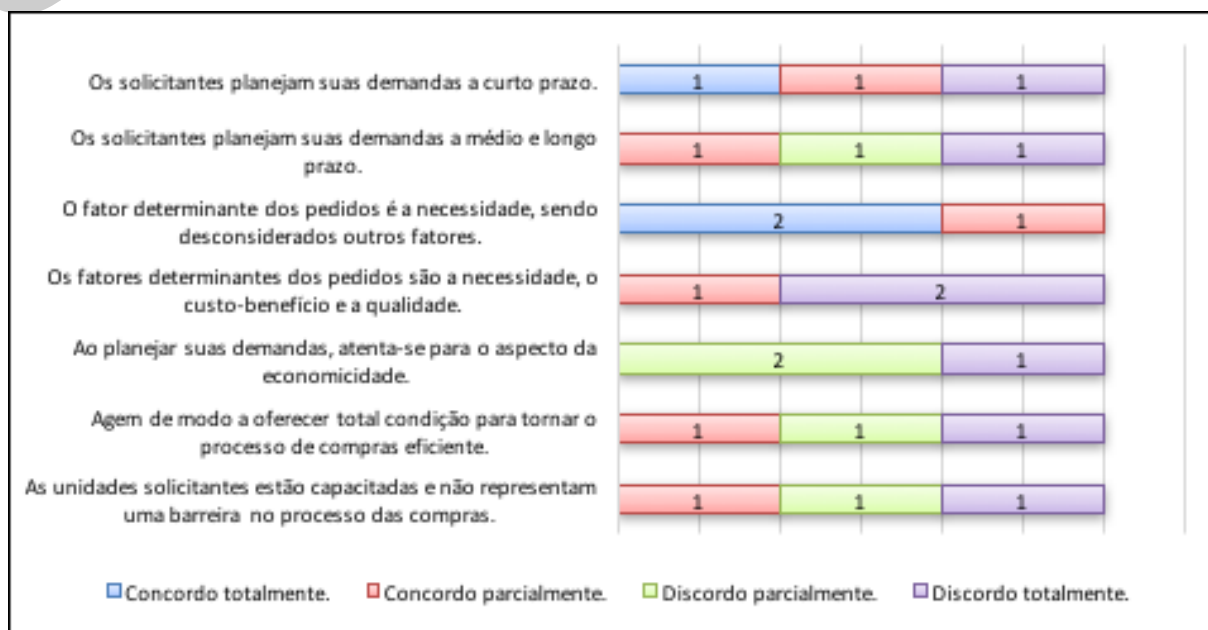 Os solicitantes planejam suas demandas a curto prazo.
1 1 1
Os solicitantes planejam suas demandas a médio e longo
prazo.
1 1 1
O fator determinante dos pedidos é a necessidade, sendo
desconsiderados outros fatores.
2 1
Os fatores determinantes dos pedidos são a necessidade, o
custo-benefício e a qualidade.
1 2
Ao planejar suas demandas, atenta-se para o aspecto da
economicidade.
2 1
Agem de modo a oferecer total condição para tornar o
processo de compras eficiente.
1 1 1
As unidades solicitantes estão capacitadas e não representam
uma barreira no processo das compras.
1 1 1
Concordo totalmente. Concordo parcialmente. Discordo parcialmente. Discordo totalmente.